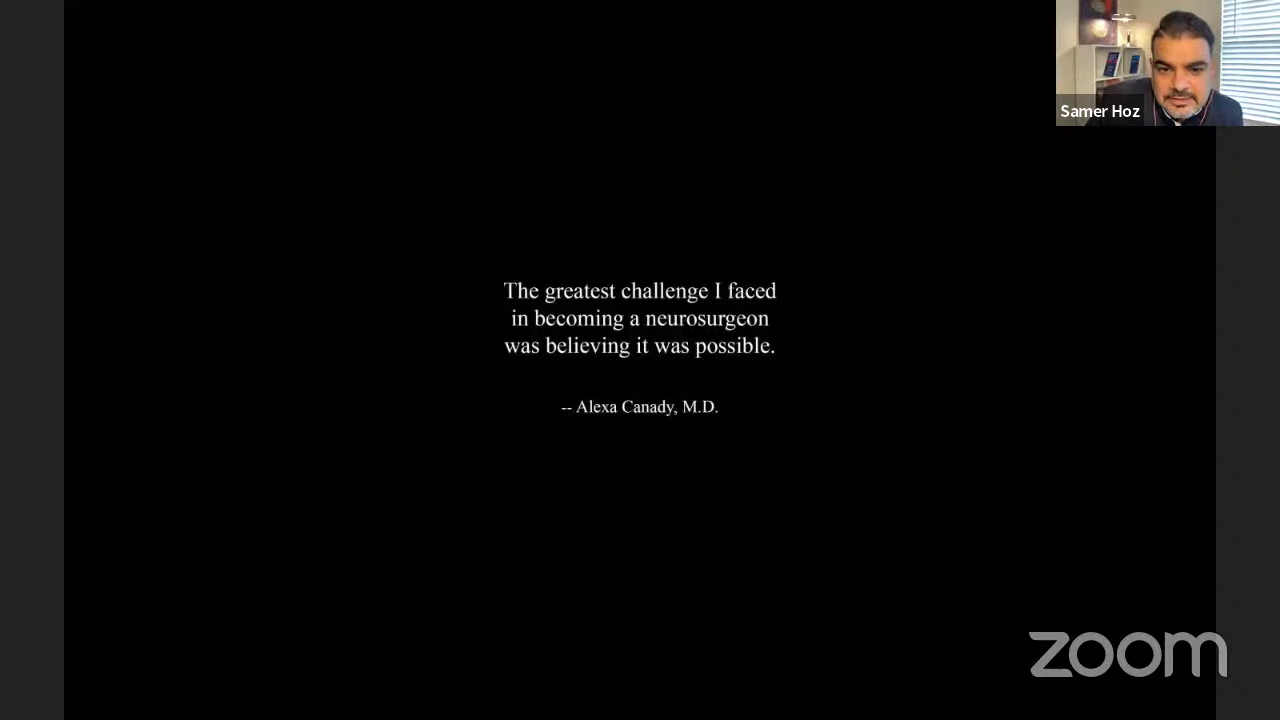 Samer Hoz
The greatest challenge I faced
in becoming a neurosurgeon
was believing it was possible.
-- Alexa Canady, M.D.
zoom